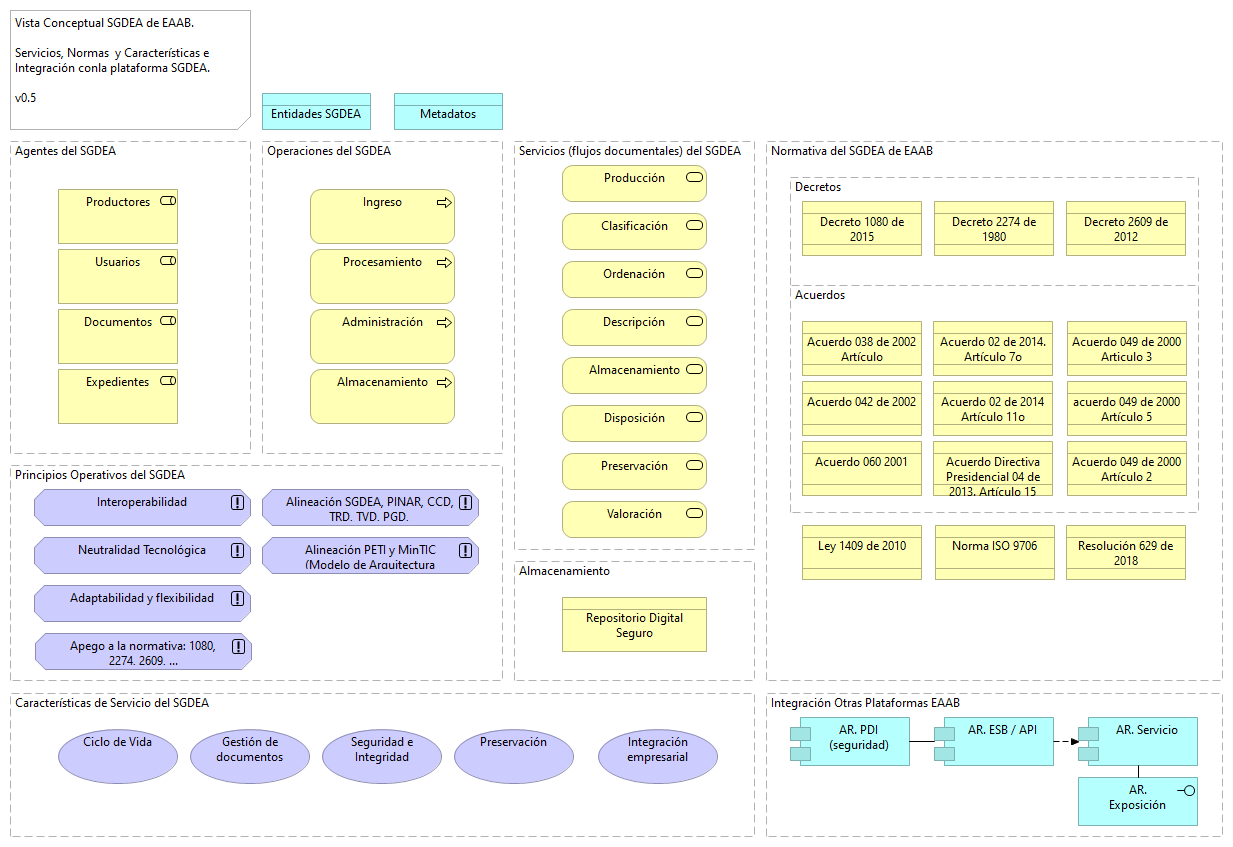 Vista Conceptual SGDEA de EAAB.
Servicios, Normas  y Características e
Integración conla plataforma SGDEA.
v0.5
Entidades SGDEA
Metadatos
Agentes del SGDEA
Productores
Usuarios
Documentos
Expedientes
Operaciones del SGDEA
Ingreso
Procesamiento
Administración
Almacenamiento
Servicios (flujos documentales) del SGDEA
Producción
Clasificación
Ordenación
Descripción
Almacenamiento
Disposición
Preservación
Valoración
Normativa del SGDEA de EAAB
Decretos
Decreto 1080 de
2015
Decreto 2274 de
1980
Decreto 2609 de
2012
Acuerdos
Acuerdo 038 de 2002
Artículo
Acuerdo 02 de 2014.
Artículo 7o
Acuerdo 049 de 2000
Articulo 3
Acuerdo 042 de 2002
Acuerdo 02 de 2014
Artículo 11o
acuerdo 049 de 2000
Artículo 5
Acuerdo 060 2001
Acuerdo Directiva
Presidencial 04 de
2013. Artículo 15
Acuerdo 049 de 2000
Artículo 2
Ley 1409 de 2010
Norma ISO 9706
Resolución 629 de
2018
Principios Operativos del SGDEA
Interoperabilidad
Neutralidad Tecnológica
Adaptabilidad y flexibilidad
Apego a la normativa: 1080,
2274. 2609. ...
Alineación SGDEA, PINAR, CCD,
TRD. TVD. PGD.
Alineación PETI y MinTIC
(Modelo de Arquitectura
Almacenamiento
Repositorio Digital
Seguro
Características de Servicio del SGDEA
Ciclo de Vida
Gestión de
documentos
Seguridad e
Integridad
Preservación
Integración
empresarial
Integración Otras Plataformas EAAB
AR. PDI
(seguridad)
AR. ESB / API
AR. Servicio
AR.
Exposición